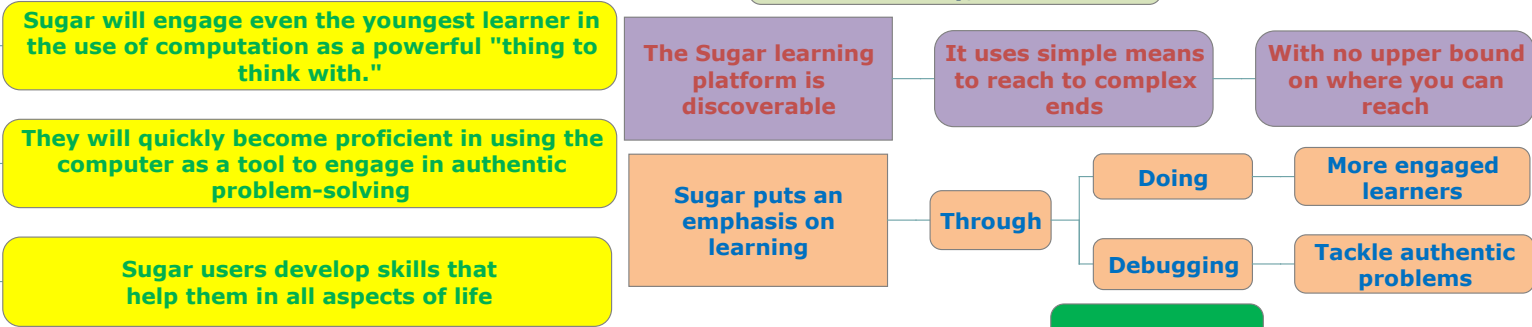 Sugar will engage even the youngest learner in
the use of computation as a powerful "thing to
think with."
They will quickly become proficient in using the
computer as a tool to engage in authentic
problem-solving
Sugar users develop skills that
help them in all aspects of life
The Sugar learning
platform is
discoverable
It uses simple means
to reach to complex
ends
With no upper bound
on where you can
reach
Sugar puts an
emphasis on
learning
Through
Doing
More engaged
learners
Debugging
Tackle authentic
problems